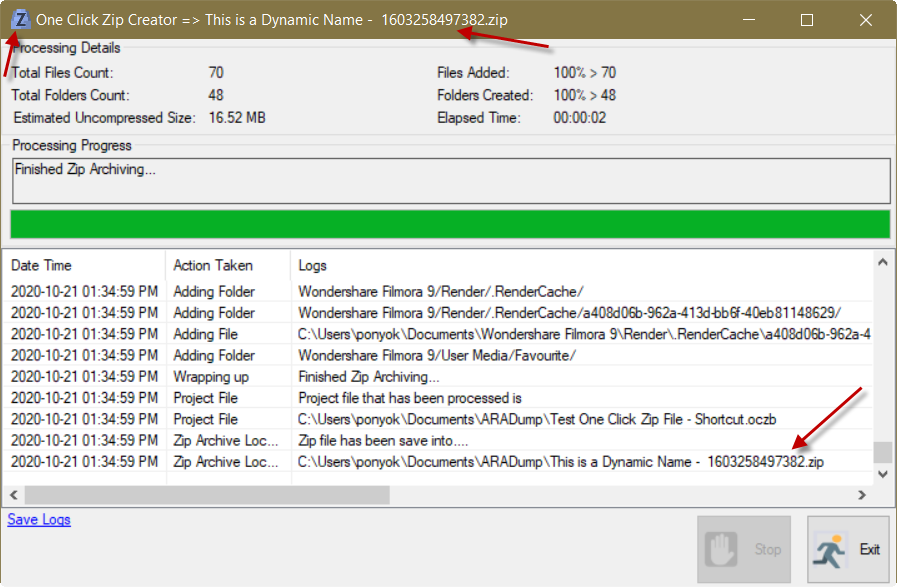 One Click Zip Creator => This is a Dynamic Name -  1603258497382.zip
Processing Details
Total Files Count: 70 Files Added: 100% > 70
Total Folders Count: 48 Folders Created: 100% > 48
Estimated Uncompressed Size: 16.52 MB Elapsed Time: 00:00:02
Processing Progress
Finished Zip Archiving...
Date Time Action Taken Logs
2020-10-21 01:34:59 PM Adding Folder Wondershare Filmora 9/Render/.RenderCache/
2020-10-21 01:34:59 PM Adding Folder Wondershare Filmora 9/Render/.RenderCache/a408d06b-962a-413d-bb6f-40eb81148629/
2020-10-21 01:34:59 PM Adding File C:\Users\ponyok\Documents\Wondershare Filmora 9\Render\.RenderCache\a408d06b-962a-4
2020-10-21 01:34:59 PM Adding Folder Wondershare Filmora 9/User Media/Favourite/
2020-10-21 01:34:59 PM Wrapping up Finished Zip Archiving...
2020-10-21 01:34:59 PM Project File Project file that has been processed is
2020-10-21 01:34:59 PM Project File C:\Users\ponyok\Documents\ARADump\Test One Click Zip File - Shortcut.oczb
2020-10-21 01:34:59 PM Zip Archive Loc... Zip file has been save into....
2020-10-21 01:34:59 PM Zip Archive Loc... C:\Users\ponyok\Documents\ARADump\This is a Dynamic Name -  1603258497382.zip
Save Logs
Stop Exit